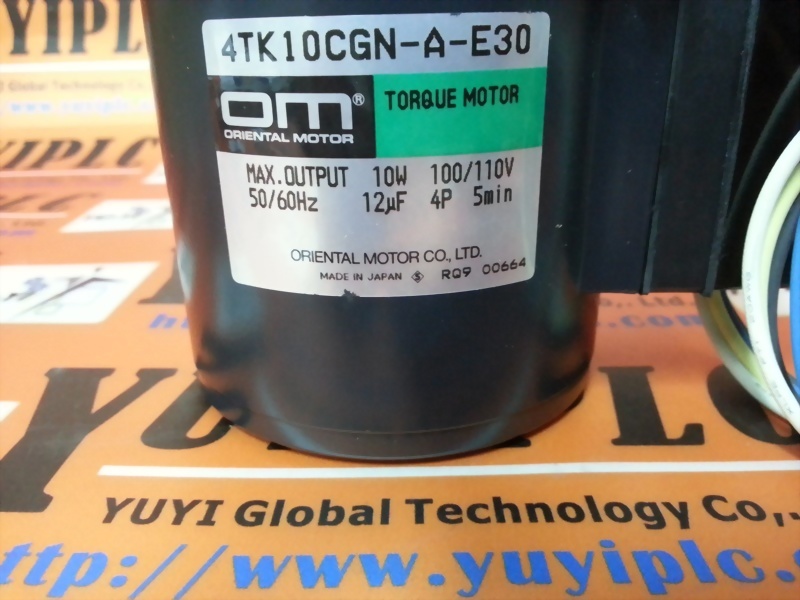 4TK10CGN-A-E30
OM®
ORIENTAL MOTOR
TORQUE MOTOR
MAX.OUTPUT 10W 100/110V
50/60Hz 12µF 4P 5min
ORIENTAL MOTOR CO., LTD.
MADE IN JAPAN S RQ9 00664
YUYIPLC
YUYI Global Technology Co,.
http://www.yuyiplc.com